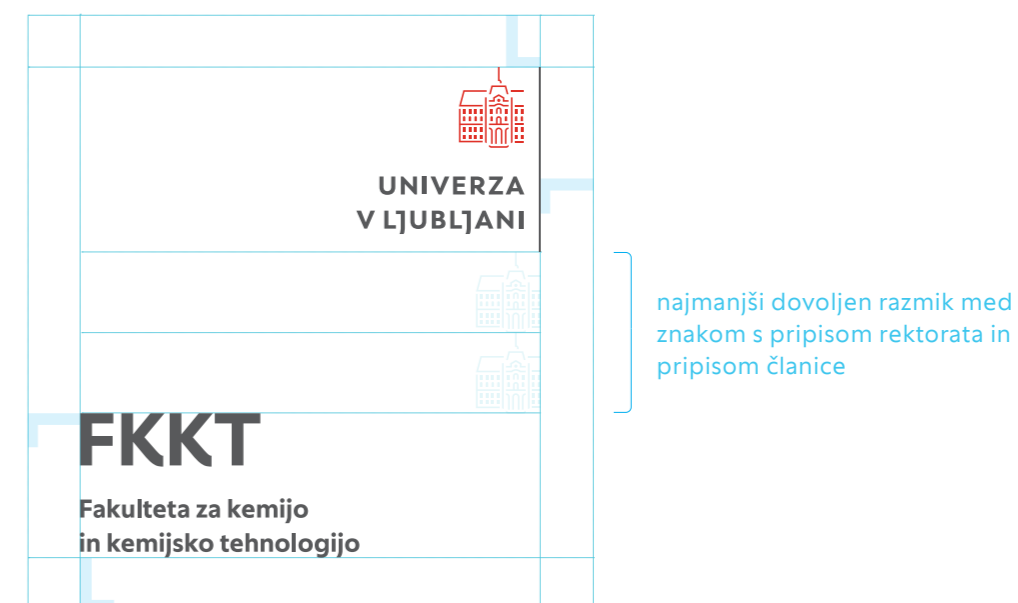 UNIVERZA
V LJUBLJANI
najmanjši dovoljen razmik med
znakom s pripisom rektorata in
pripisom članice
FKKT
Fakulteta za kemijo
in kemijsko tehnologijo